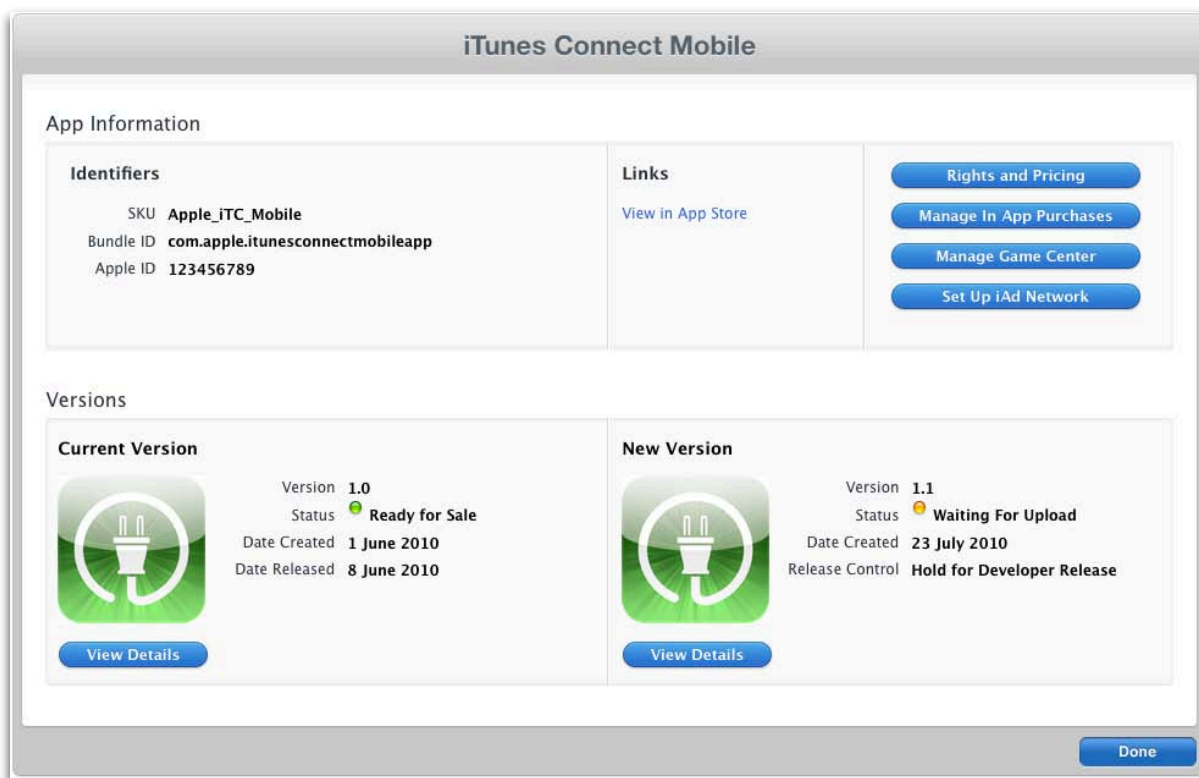 iTunes Connect Mobile
App Information
Identifiers
SKU Apple_iTC_Mobile
Bundle ID com.apple.itunesconnectmobileapp
Apple ID 123456789
Links
View in App Store
Rights and Pricing
Manage In App Purchases
Manage Game Center
Set Up iAd Network
Versions
Current Version
Version 1.0
Status Ready for Sale
Date Created 1 June 2010
Date Released 8 June 2010
View Details
New Version
Version 1.1
Status Waiting For Upload
Date Created 23 July 2010
Release Control Hold for Developer Release
View Details
Done